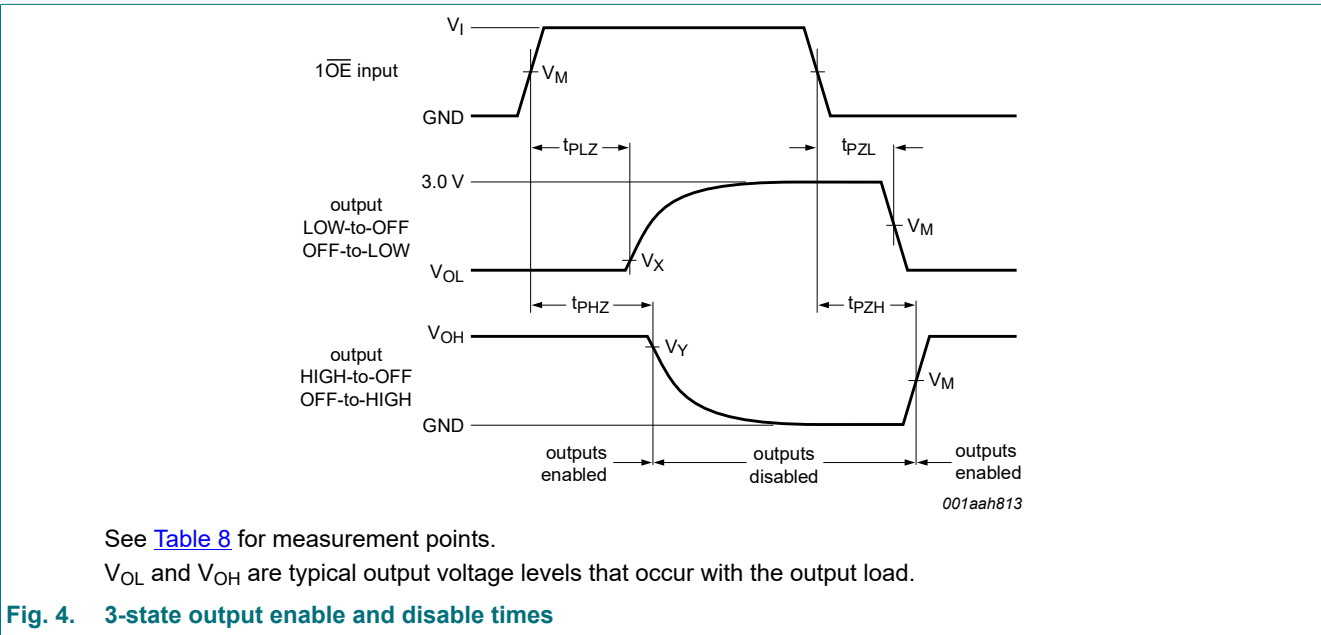 V_I
1O̅E̅ input
V_M
GND
t_PLZ
t_PZL
3.0 V
output
LOW-to-OFF
OFF-to-LOW
V_M
V_X
V_OL
t_PHZ
t_PZH
V_OH
V_Y
output
HIGH-to-OFF
OFF-to-HIGH
V_M
GND
outputs
enabled
outputs
disabled
outputs
enabled
001aah813
See Table 8 for measurement points.
V_OL and V_OH are typical output voltage levels that occur with the output load.
Fig. 4. 3-state output enable and disable times